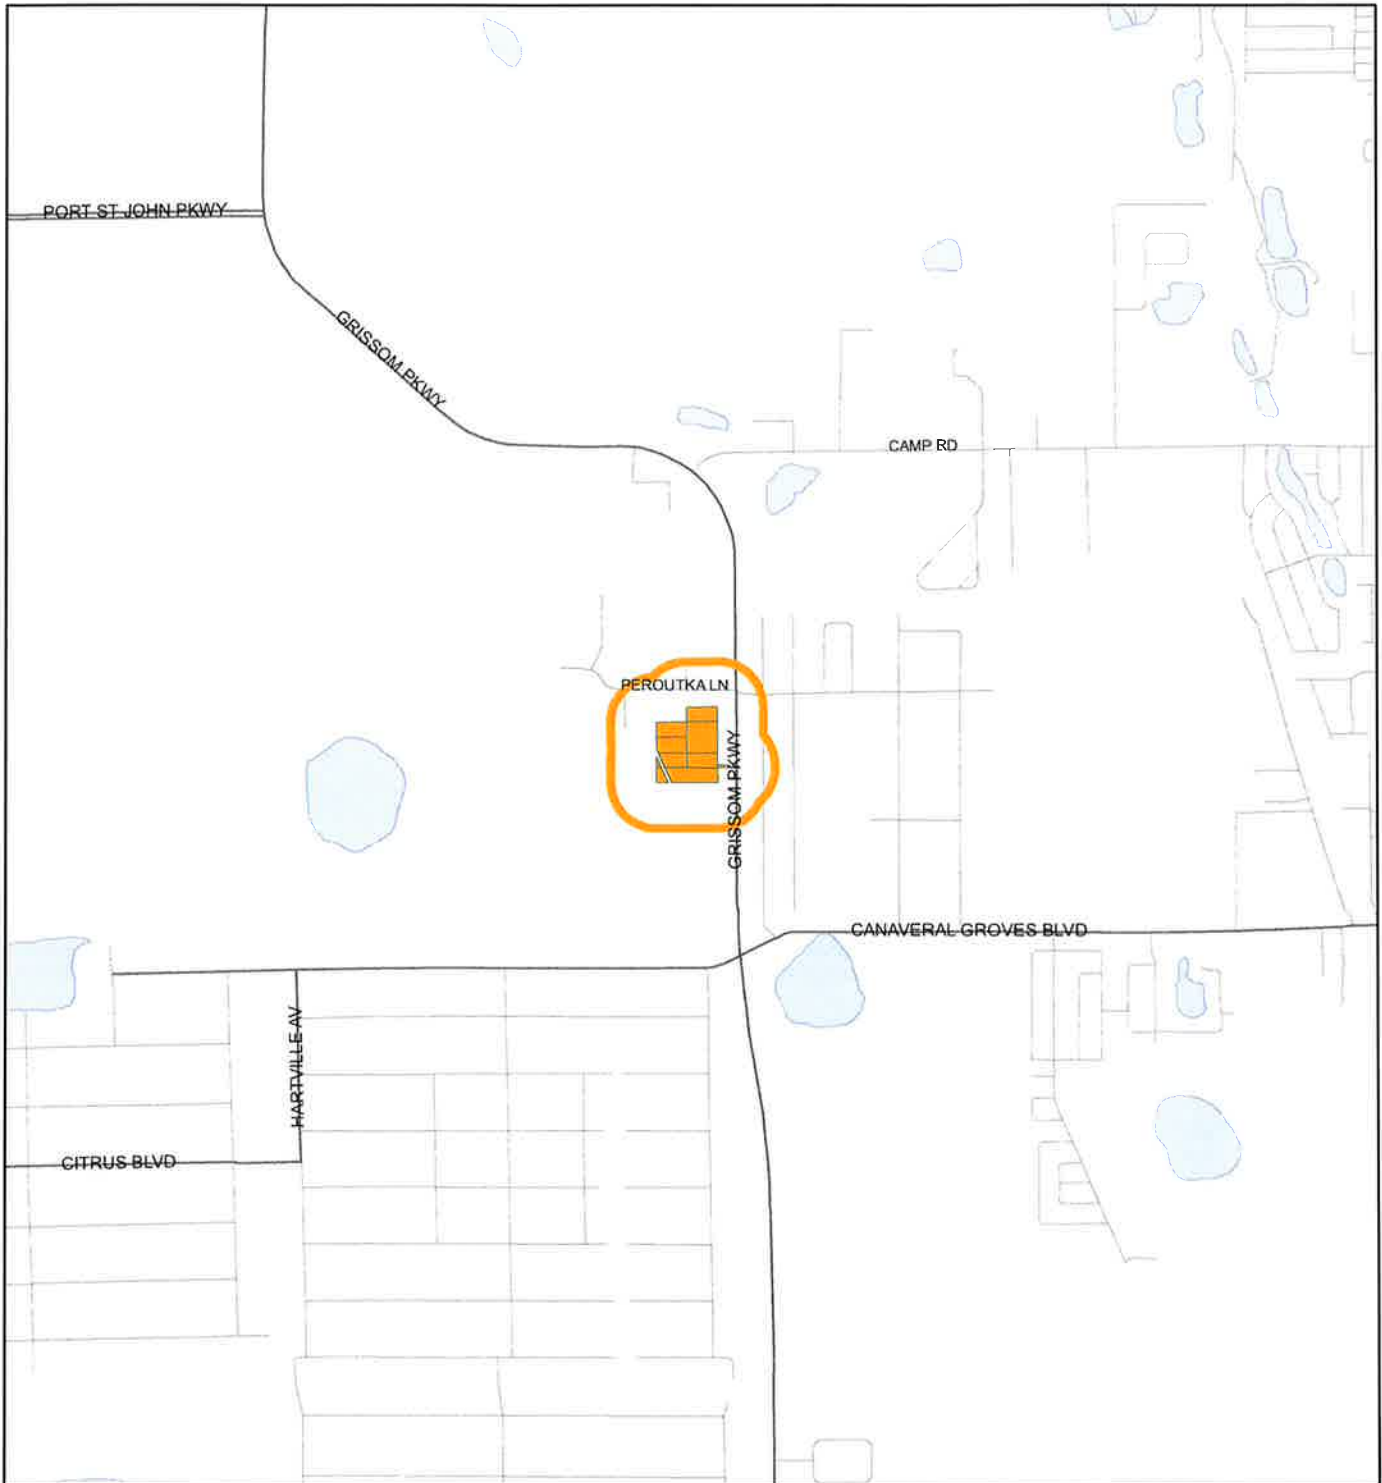 PORT ST JOHN PKWY
GRISSOM PKWY
CAMP RD
PEROUTKA LN
GRISSOM PKWY
CANAVERAL GROVES BLVD
HARTVILLE AV
CITRUS BLVD